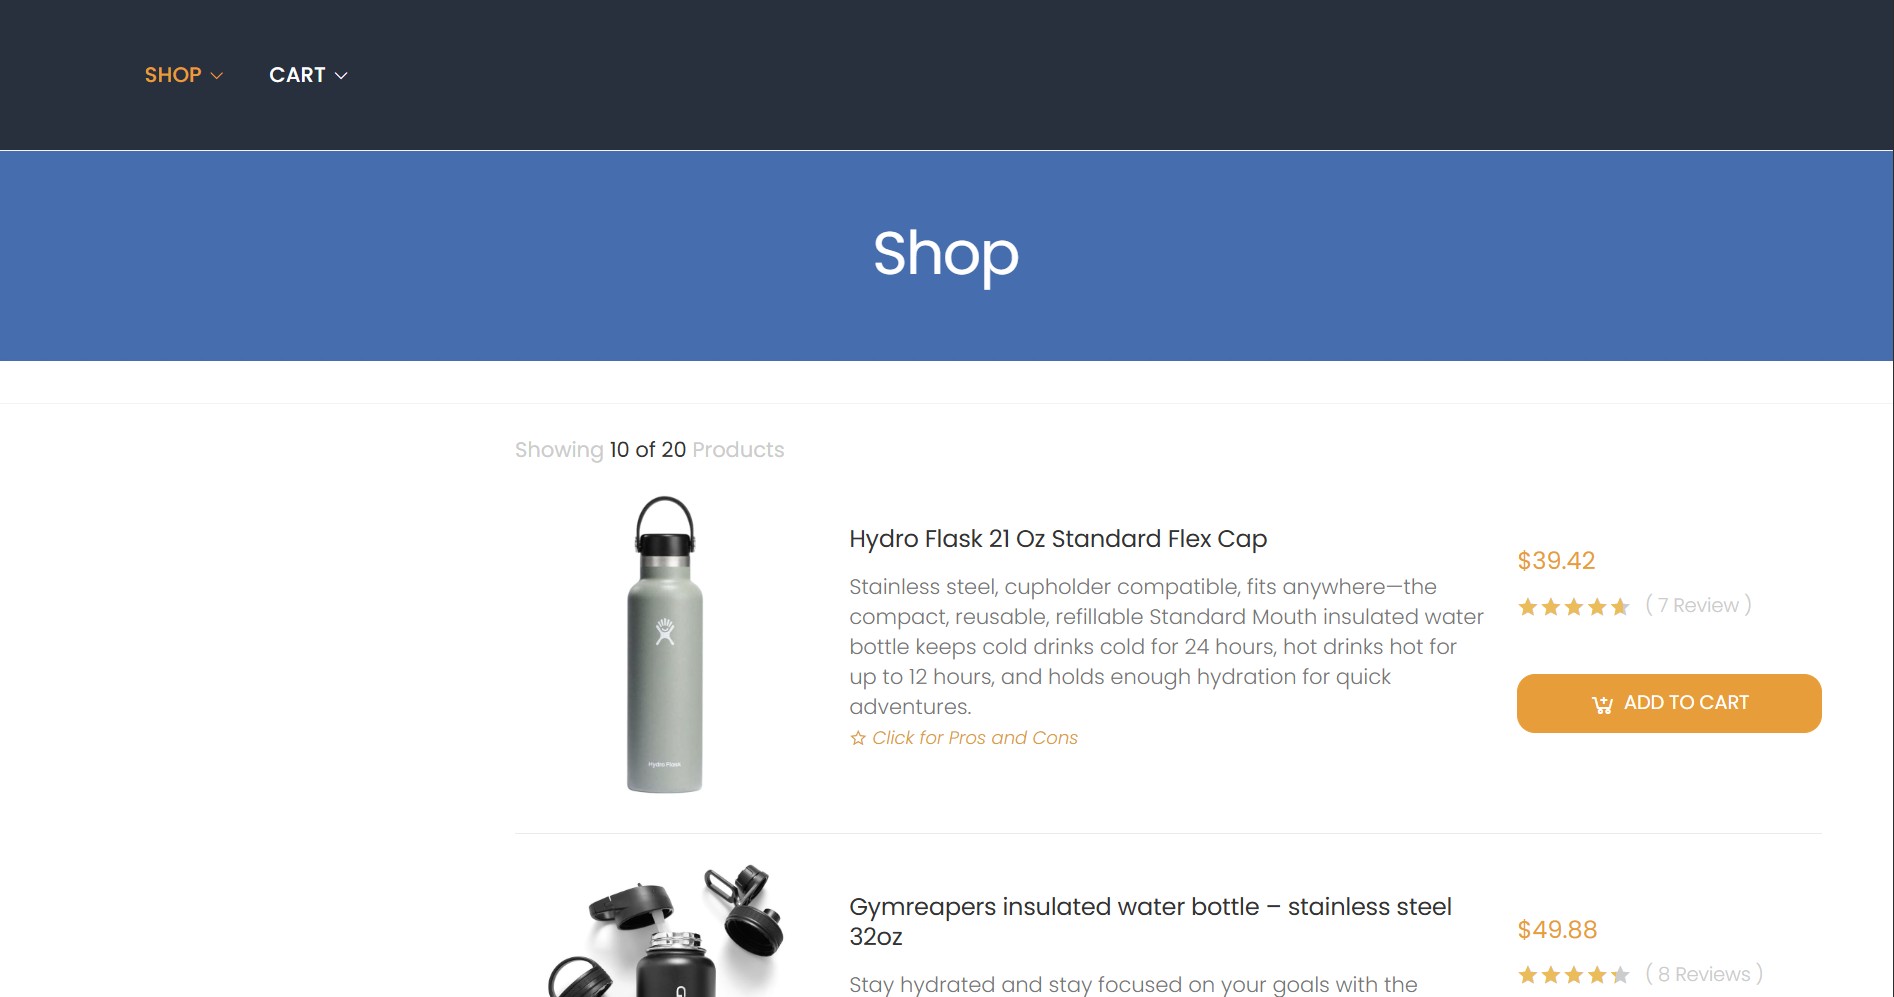 SHOP
CART
Shop
Showing 10 of 20 Products
Hydro Flask 21 Oz Standard Flex Cap
Stainless steel, cupholder compatible, fits anywhere—the
compact, reusable, refillable Standard Mouth insulated water
bottle keeps cold drinks cold for 24 hours, hot drinks hot for
up to 12 hours, and holds enough hydration for quick
adventures.
Click for Pros and Cons
Hydro Flask
$39.42
( 7 Review )
ADD TO CART
Gymreapers insulated water bottle – stainless steel
32oz
Stay hydrated and stay focused on your goals with the
$49.88
( 8 Reviews )